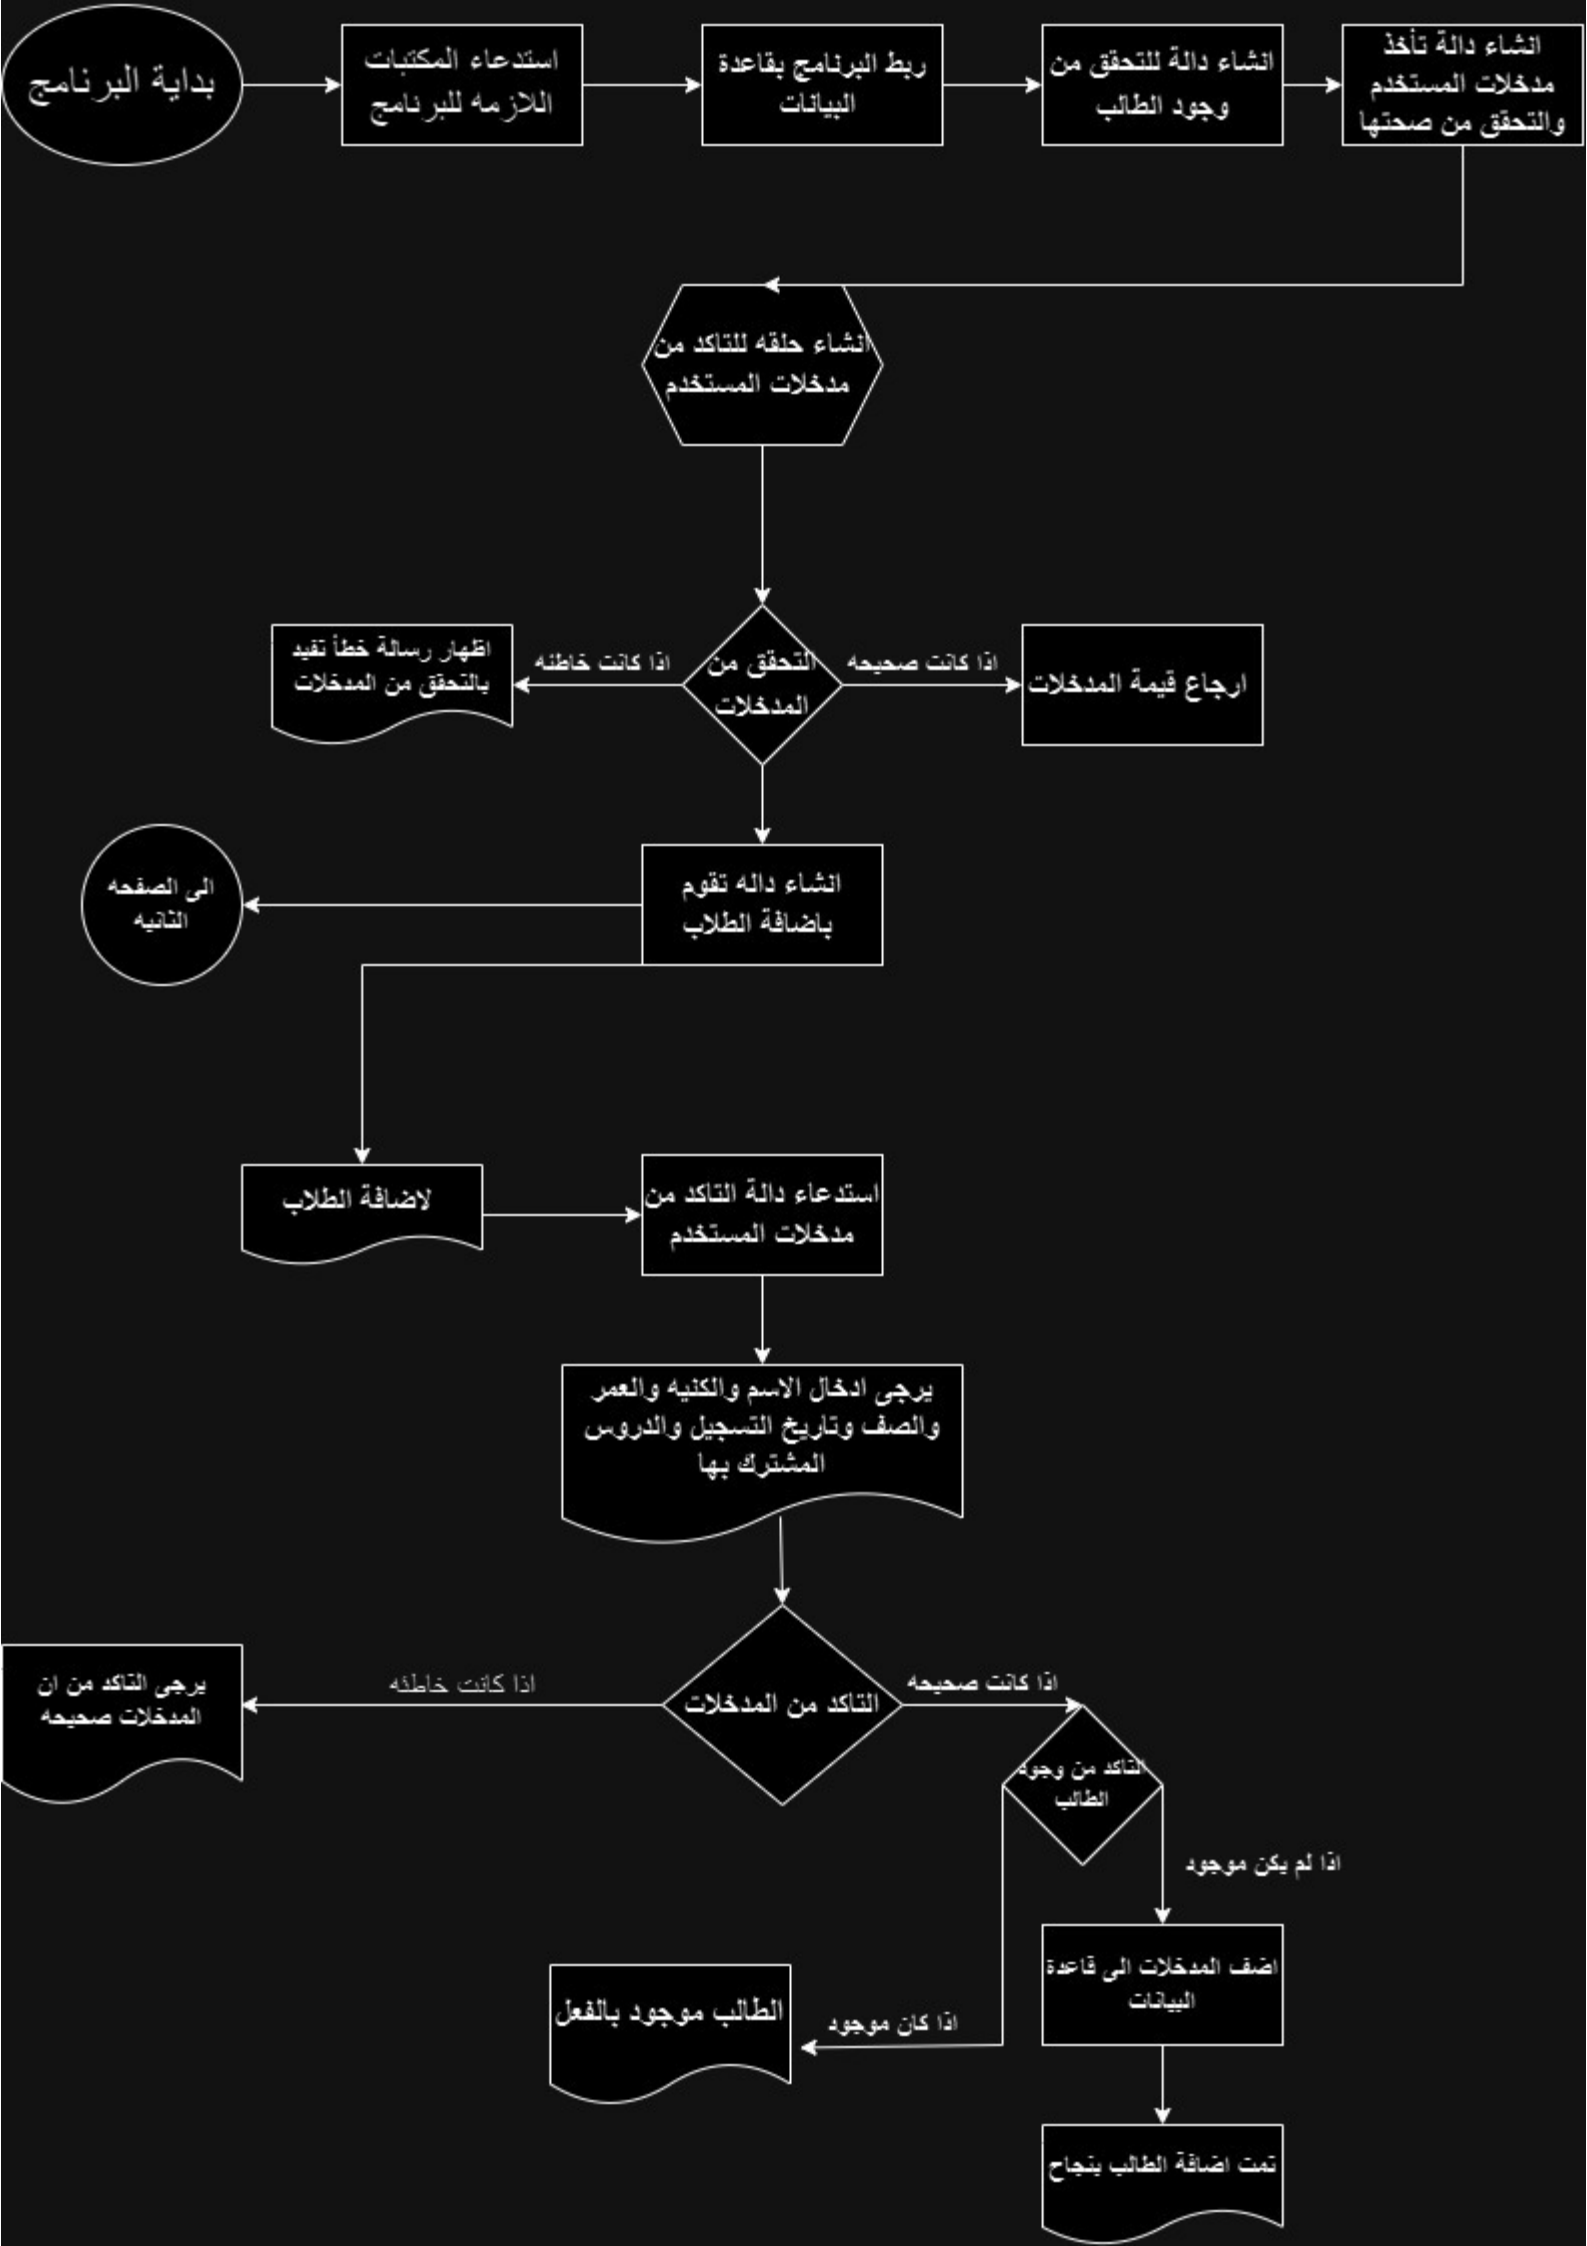 بداية البرنامج
استدعاء المكتبات
اللازمه للبرنامج
ربط البرنامج بقاعدة
البيانات
انشاء دالة للتحقق من
وجود الطالب
انشاء دالة تأخذ
مدخلات المستخدم
والتحقق من صحتها
انشاء حلقه للتاكد من
مدخلات المستخدم
اظهار رسالة خطأ تفيد
بالتحقق من المدخلات
اذا كانت خاطئه
التحقق من
المدخلات
اذا كانت صحيحه
ارجاع قيمة المدخلات
انشاء داله تقوم
باضافة الطلاب
الى الصفحه
الثانيه
لاضافة الطلاب
استدعاء دالة التاكد من
مدخلات المستخدم
يرجى ادخال الاسم والكنيه والعمر
والصف وتاريخ التسجيل والدروس
المشترك بها
يرجى التاكد من ان
المدخلات صحيحه
اذا كانت خاطئه
التاكد من المدخلات
اذا كانت صحيحه
التاكد من وجود
الطالب
اذا لم يكن موجود
اضف المدخلات الى قاعدة
البيانات
اذا كان موجود
الطالب موجود بالفعل
تمت اضافة الطالب بنجاح